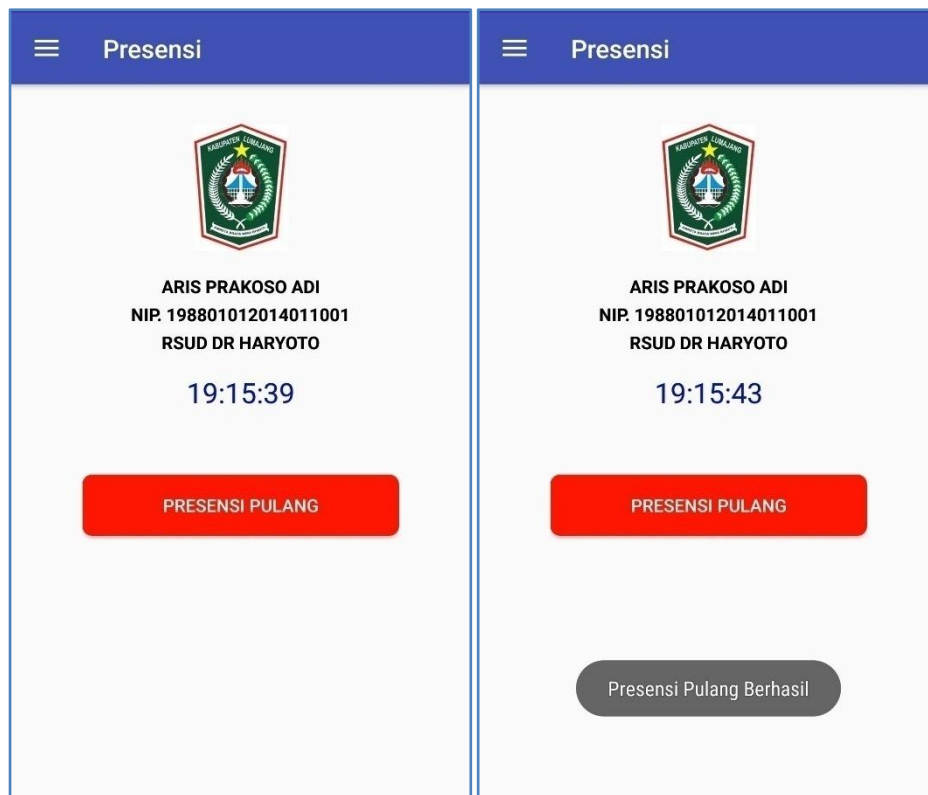 Presensi
KABUPATEN LUMAJANG
ARIS PRAKOSO ADI
NIP. 198801012014011001
RSUD DR HARYOTO
19:15:39
PRESENSI PULANG
Presensi
KABUPATEN LUMAJANG
ARIS PRAKOSO ADI
NIP. 198801012014011001
RSUD DR HARYOTO
19:15:43
PRESENSI PULANG
Presensi Pulang Berhasil